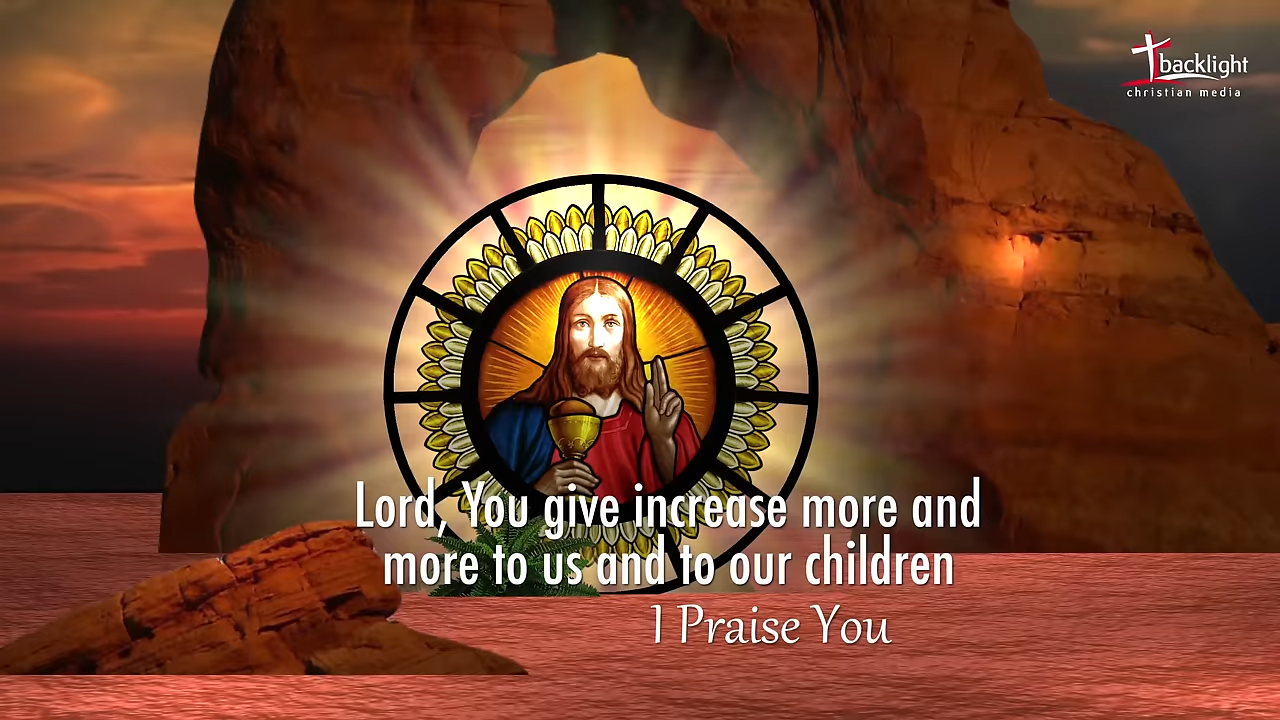 backlight
christian media
Lord, You give increase more and
more to us and to our children
I Praise You